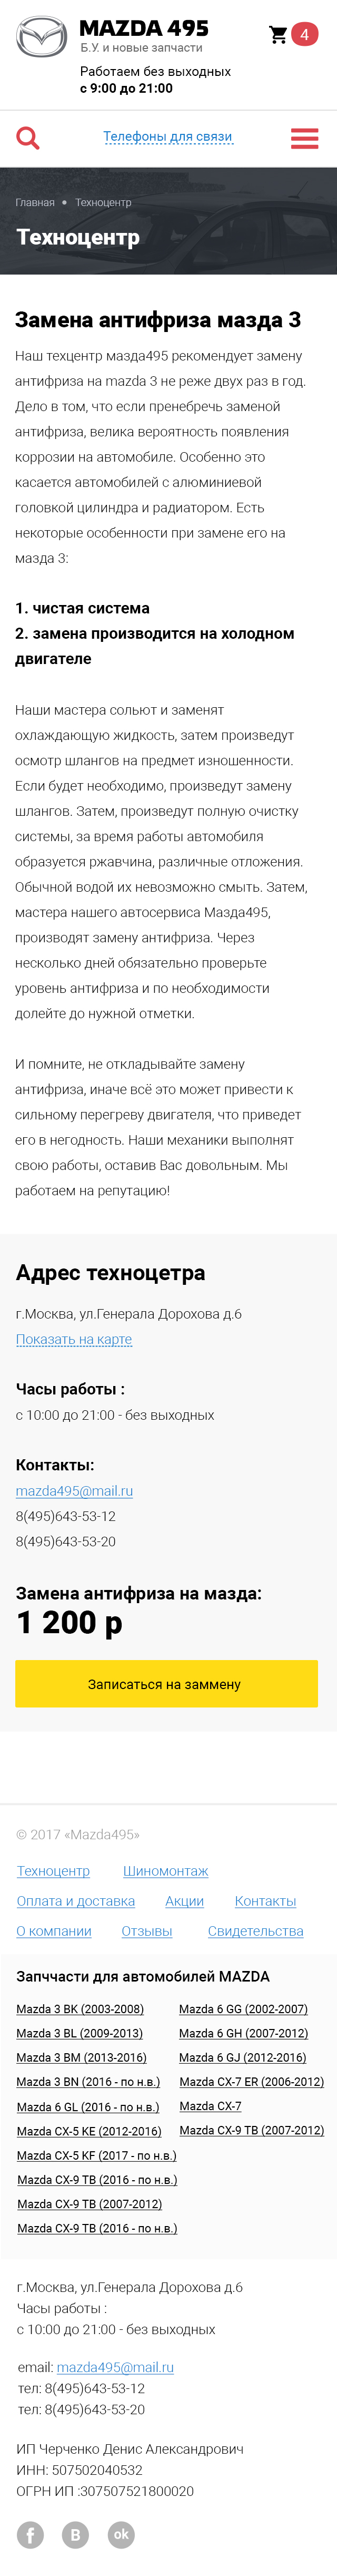 MAZDA 495
Б.У. и новые запчасти
Работаем без выходных
с 9:00 до 21:00
4
Телефоны для связи
Главная • Техноцентр
Техноцентр
Замена антифриза мазда 3
Наш техцентр мазда495 рекомендует замену
антифриза на mazda 3 не реже двух раз в год.
Дело в том, что если пренебречь заменой
антифриза, велика вероятность появления
коррозии на автомобиле. Особенно это
касается автомобилей с алюминиевой
головкой цилиндра и радиатором. Есть
некоторые особенности при замене его на
мазда 3:
1. чистая система
2. замена производится на холодном
двигателе
Наши мастера сольют и заменят
охлаждающую жидкость, затем произведут
осмотр шлангов на предмет изношенности.
Если будет необходимо, произведут замену
шлангов. Затем, произведут полную очистку
системы, за время работы автомобиля
образуется ржавчина, различные отложения.
Обычной водой их невозможно смыть. Затем,
мастера нашего автосервиса Мазда495,
производят замену антифриза. Через
несколько дней обязательно проверьте
уровень антифриза и по необходимости
долейте до нужной отметки.
И помните, не откладывайте замену
антифриза, иначе всё это может привести к
сильному перегреву двигателя, что приведет
его в негодность. Наши механики выполнят
свою работы, оставив Вас довольным. Мы
работаем на репутацию!
Адрес техноцетра
г.Москва, ул.Генерала Дорохова д.6
Показать на карте
Часы работы :
с 10:00 до 21:00 - без выходных
Контакты:
mazda495@mail.ru
8(495)643-53-12
8(495)643-53-20
Замена антифриза на мазда:
1 200 р
Записаться на заммену
© 2017 «Mazda495»
Техноцентр Шиномонтаж
Оплата и доставка Акции Контакты
О компании Отзывы Свидетельства
Запччасти для автомобилей MAZDA
Mazda 3 BK (2003-2008) Mazda 6 GG (2002-2007)
Mazda 3 BL (2009-2013) Mazda 6 GH (2007-2012)
Mazda 3 BM (2013-2016) Mazda 6 GJ (2012-2016)
Mazda 3 BN (2016 - по н.в.) Mazda CX-7 ER (2006-2012)
Mazda 6 GL (2016 - по н.в.) Mazda CX-7
Mazda CX-5 KE (2012-2016) Mazda CX-9 TB (2007-2012)
Mazda CX-5 KF (2017 - по н.в.)
Mazda CX-9 TB (2016 - по н.в.)
Mazda CX-9 TB (2007-2012)
Mazda CX-9 TB (2016 - по н.в.)
г.Москва, ул.Генерала Дорохова д.6
Часы работы :
с 10:00 до 21:00 - без выходных
email: mazda495@mail.ru
тел: 8(495)643-53-12
тел: 8(495)643-53-20
ИП Черченко Денис Александрович
ИНН: 507502040532
ОГРН ИП :307507521800020
f B ok